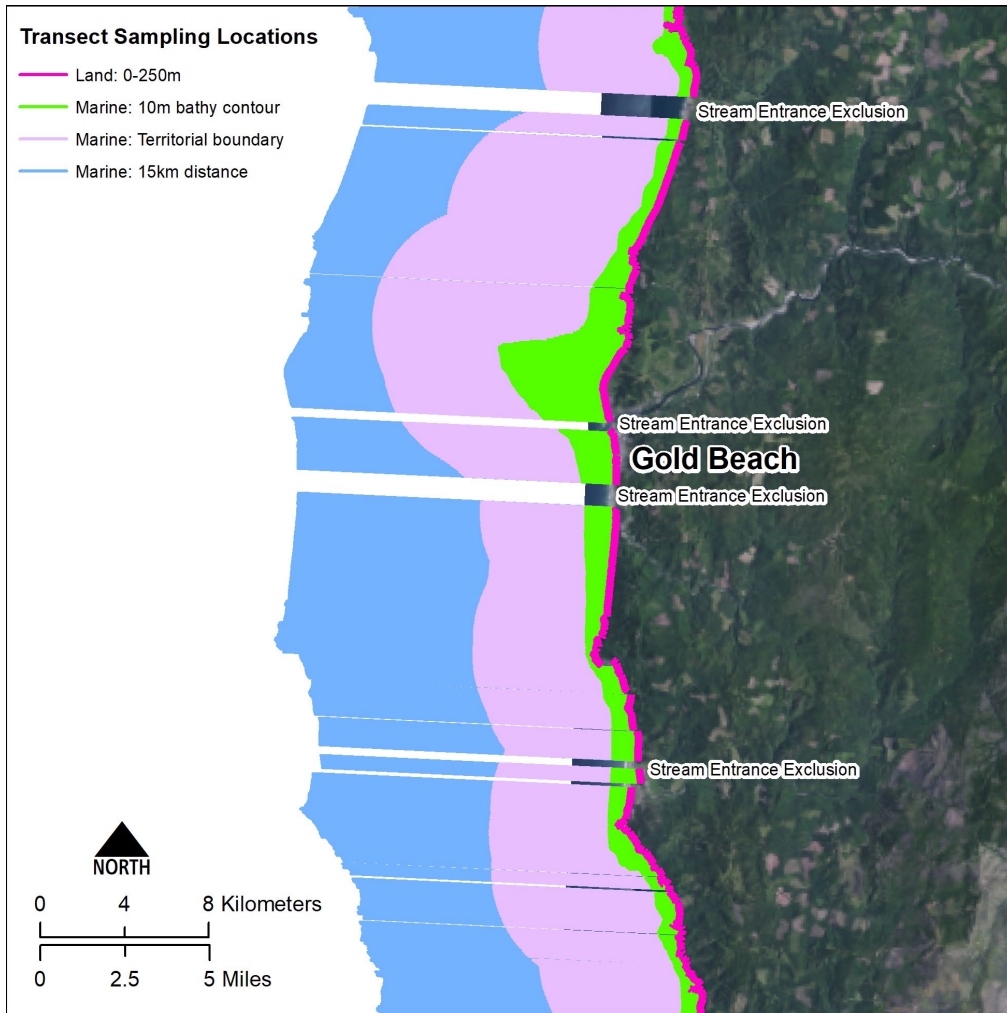 Transect Sampling Locations
Land: 0-250m
Marine: 10m bathy contour
Marine: Territorial boundary
Marine: 15km distance
Stream Entrance Exclusion
Stream Entrance Exclusion
Gold Beach
Stream Entrance Exclusion
Stream Entrance Exclusion
NORTH
0 4 8 Kilometers
0 2.5 5 Miles